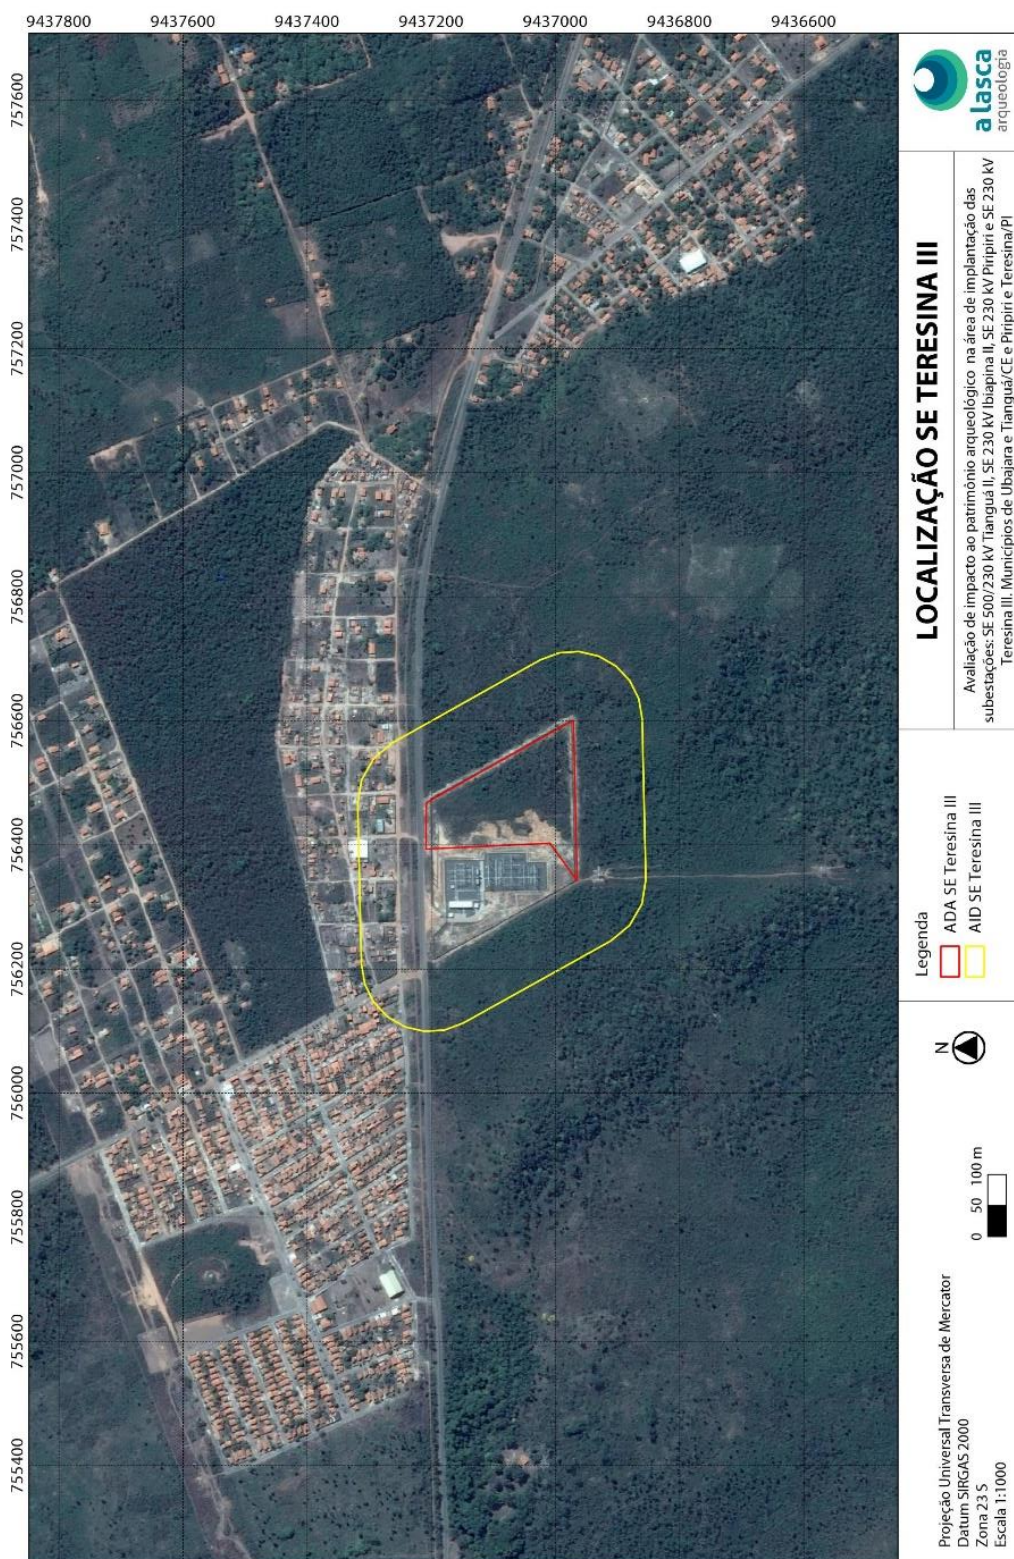 9437800 9437600 9437400 9437200 9437000 9436800 9436600
757600
757400
757200
757000
756800
756600
756400
756200
756000
755800
755600
755400
a lasca
arqueologia
LOCALIZAÇÃO SE TERESINA III
Avaliação de impacto ao patrimônio arqueológico na área de implantação das
subestações: SE 500/230 kV Tianguá II, SE 230 kV Ibiapina II, SE 230 kV Piripiri e SE 230 kV
Teresina III. Municípios de Ubajara e Tianguá/CE e Piripiri e Teresina/PI
Legenda
ADA SE Teresina III
AID SE Teresina III
N
0 50 100 m
Projeção Universal Transversa de Mercator
Datum SIRGAS 2000
Zona 23 S
Escala 1:1000